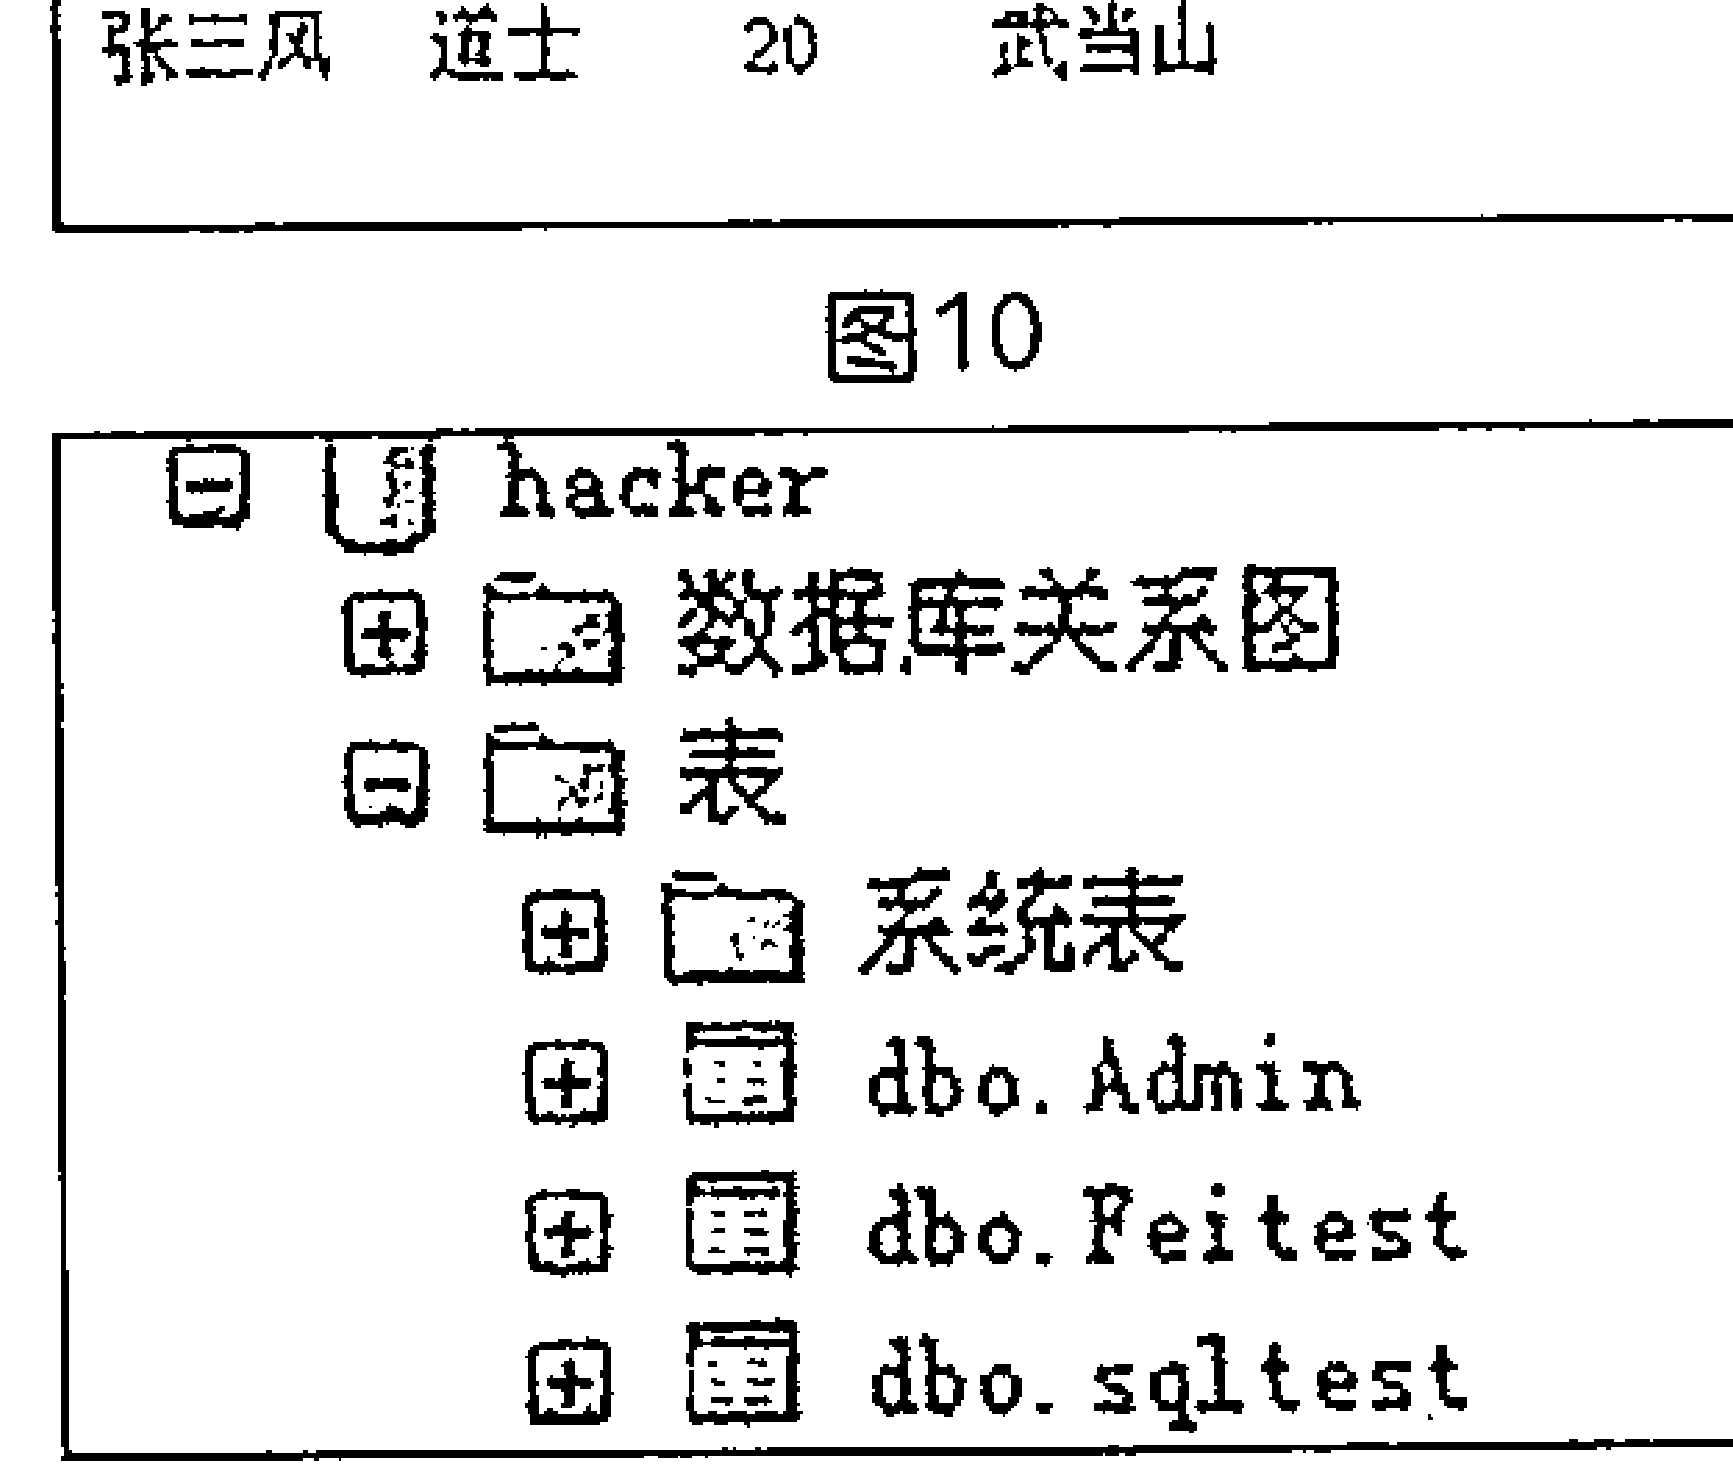 张三风 道士 20 武当山
图10
hacker
数据库关系图
表
系统表
dbo.Admin
dbo.Feitest
dbo.sqltest